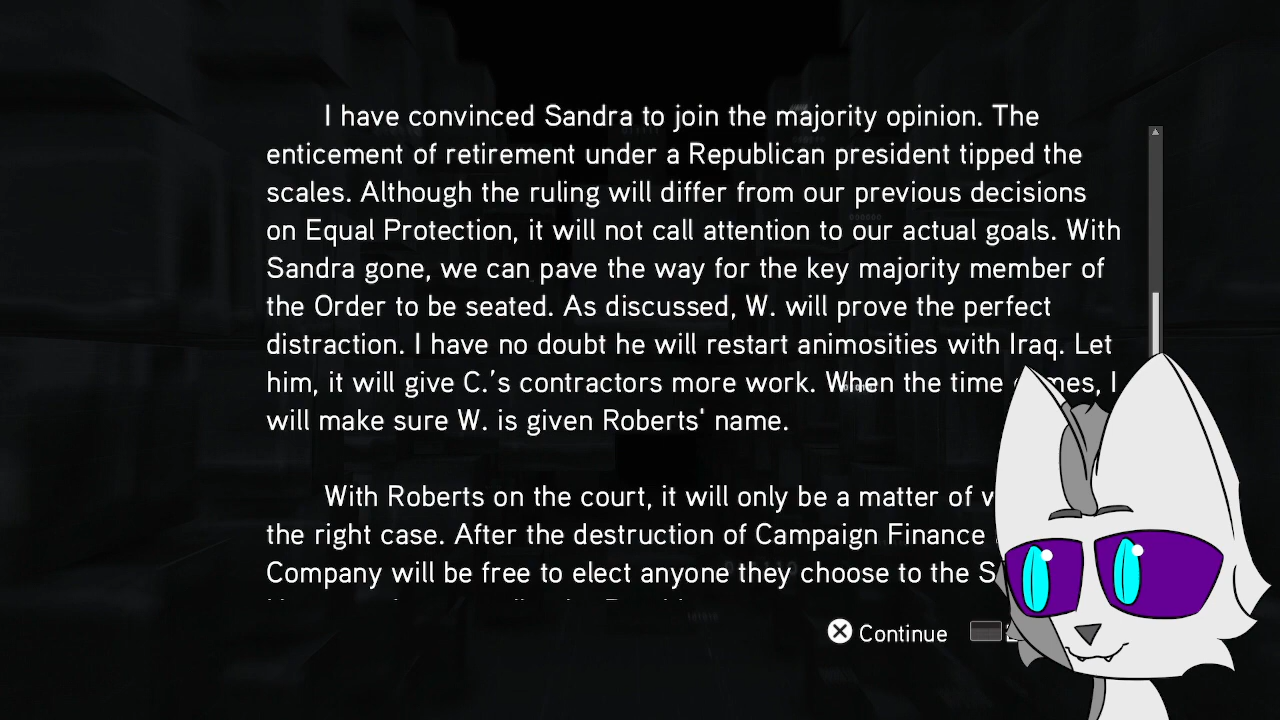 I have convinced Sandra to join the majority opinion. The
enticement of retirement under a Republican president tipped the
scales. Although the ruling will differ from our previous decisions
on Equal Protection, it will not call attention to our actual goals. With
Sandra gone, we can pave the way for the key majority member of
the Order to be seated. As discussed, W. will prove the perfect
distraction. I have no doubt he will restart animosities with Iraq. Let
him, it will give C.'s contractors more work. When the time I
will make sure W. is given Roberts' name.
With Roberts on the court, it will only be a matter of
the right case. After the destruction of Campaign Finance
Company will be free to elect anyone they choose to the
Continue